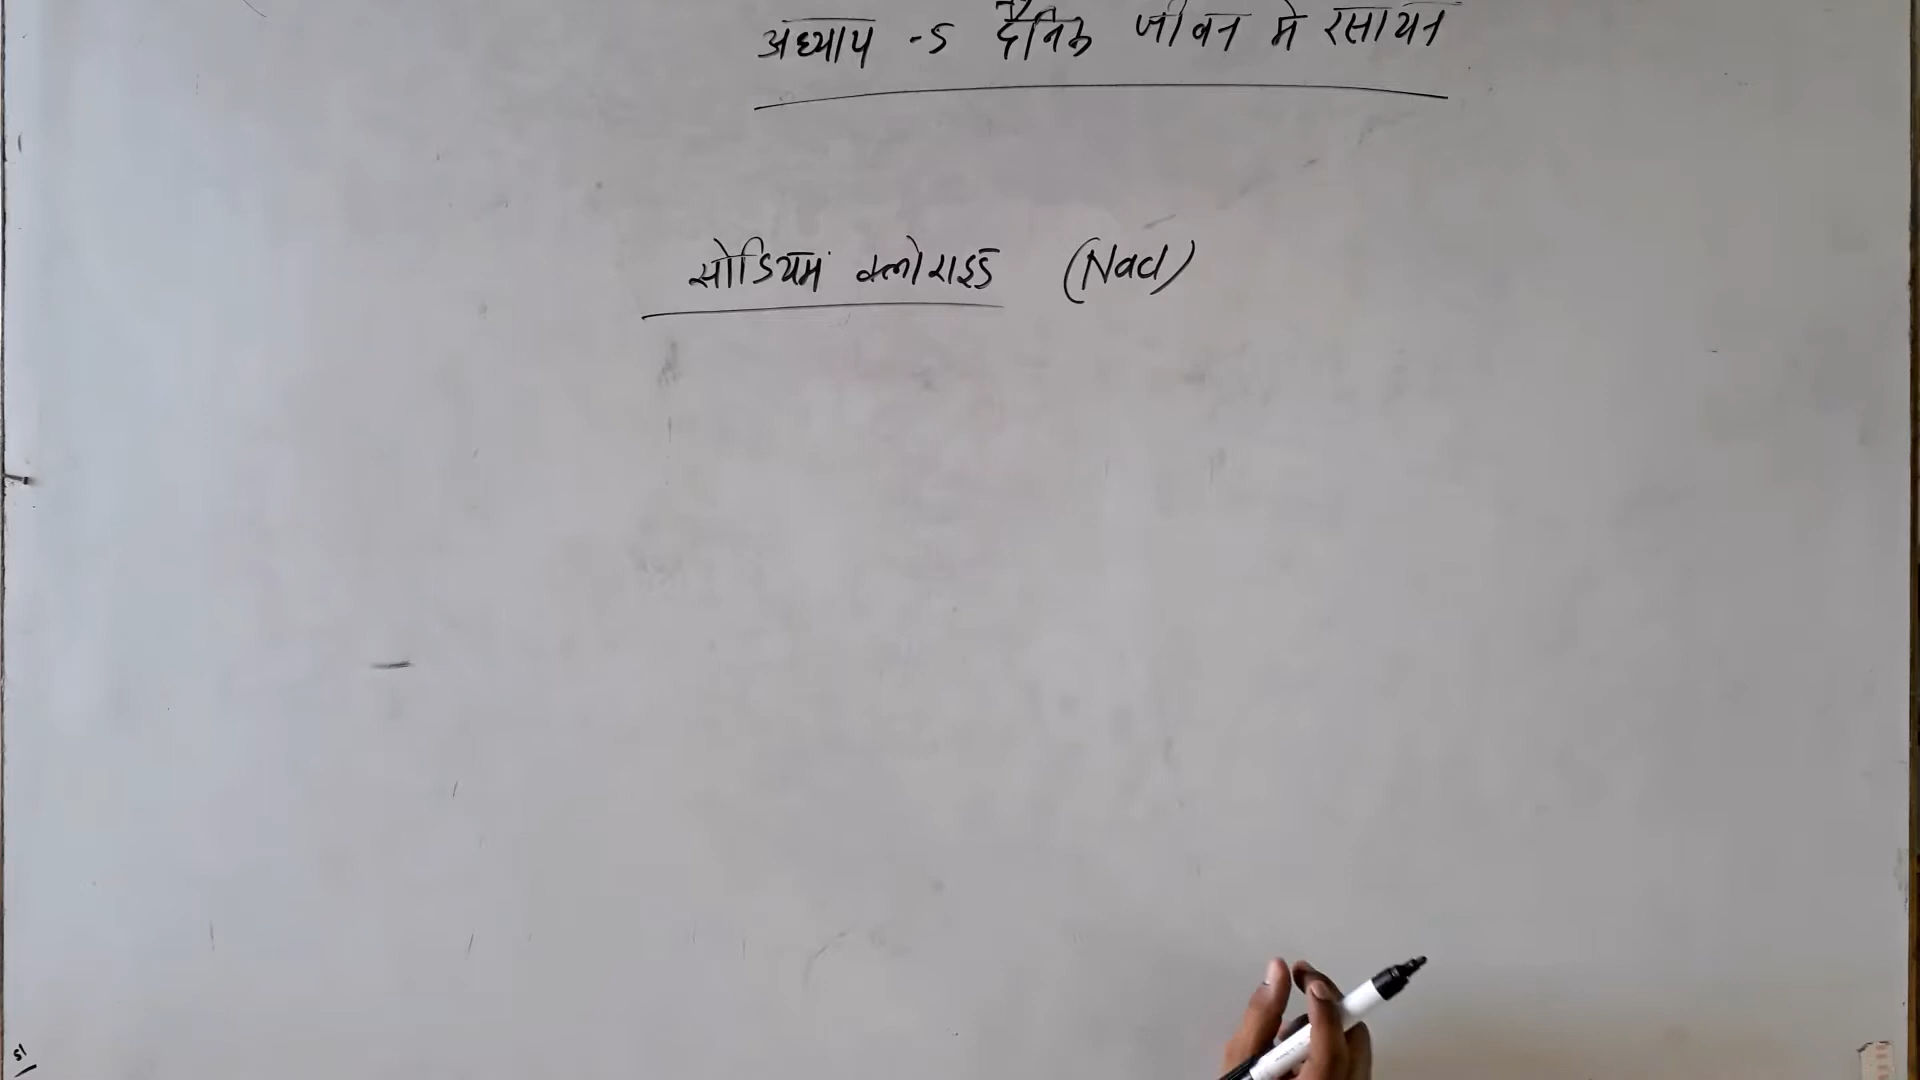 अध्याय -5 दैनिक जीवन मे रसायन
सोडियम क्लोराइड (Nacl)